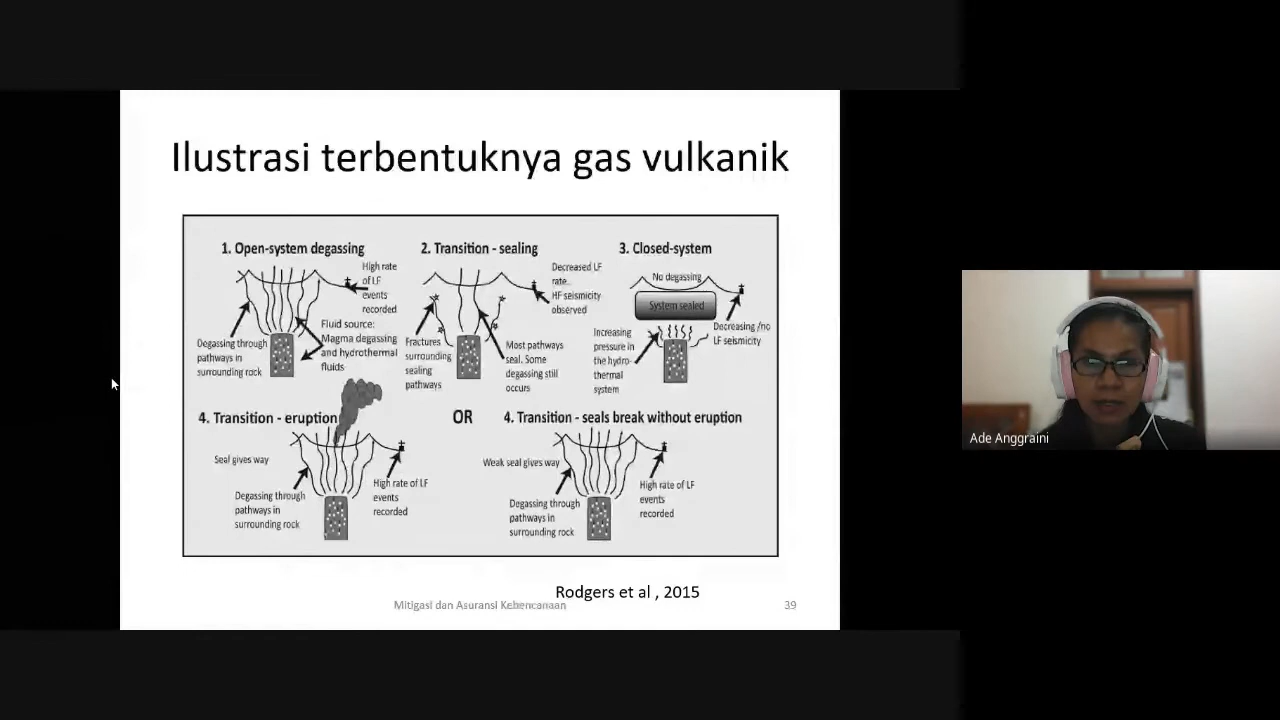 Ilustrasi terbentuknya gas vulkanik
1. Open-system degassing
High rate
of LF
events
recorded
Fluid source:
Magma degassing
and hydrothermal
fluids
Degassing through
pathways in
surrounding rock
2. Transition - sealing
Decreased LF
rate.
HF seismicity
observed
Fractures
surrounding
sealing
pathways
Most pathways
seal. Some
degassing still
occurs
3. Closed-system
No degassing
System sealed
Decreasing /no
LF seismicity
Increasing
pressure in
the hydro-
thermal
system
4. Transition - eruption
Seal gives way
Degassing through
pathways in
surrounding rock
High rate of LF
events
recorded
OR
4. Transition - seals break without eruption
Weak seal gives way
Degassing through
pathways in
surrounding rock
High rate of LF
events
recorded
Rodgers et al , 2015
Mitigasi dan Asuransi Kebencanaan
39
Ade Anggraini